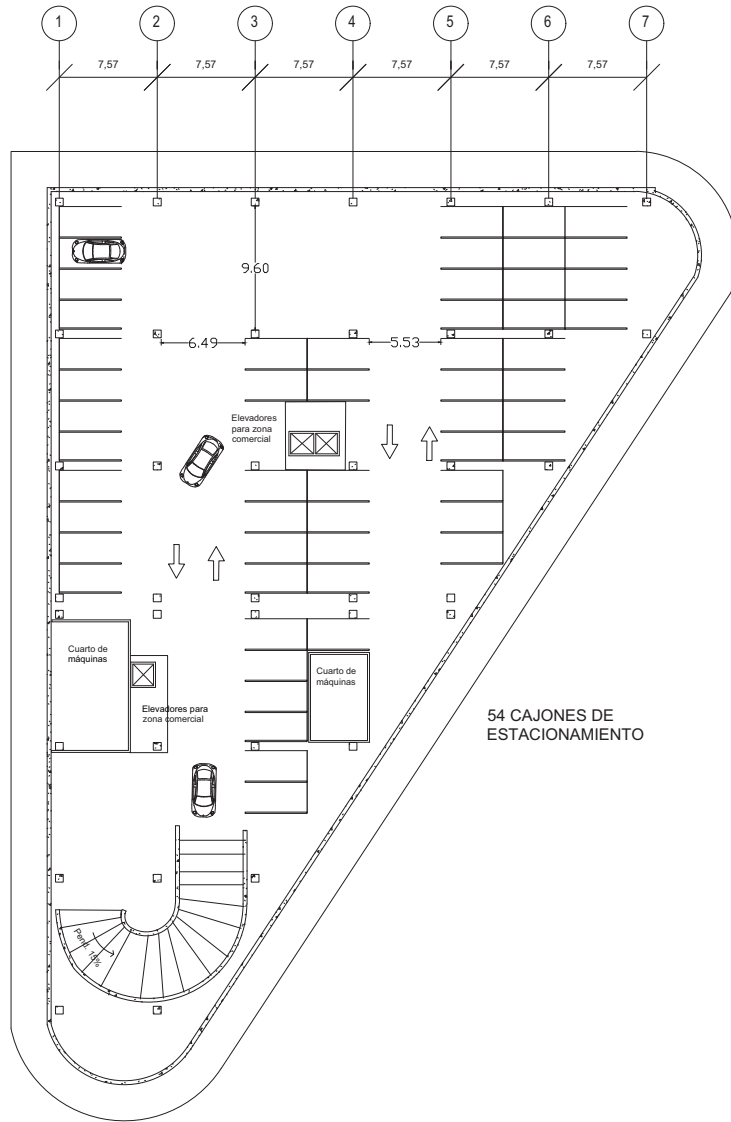 1 2 3 4 5 6 7
7,57 7,57 7,57 7,57 7,57 7,57
9.60
6.49
5.53
Elevadores
para zona
comercial
Cuarto de
máquinas
Cuarto de
máquinas
Elevadores para
zona comercial
54 CAJONES DE
ESTACIONAMIENTO
Pend. 15%